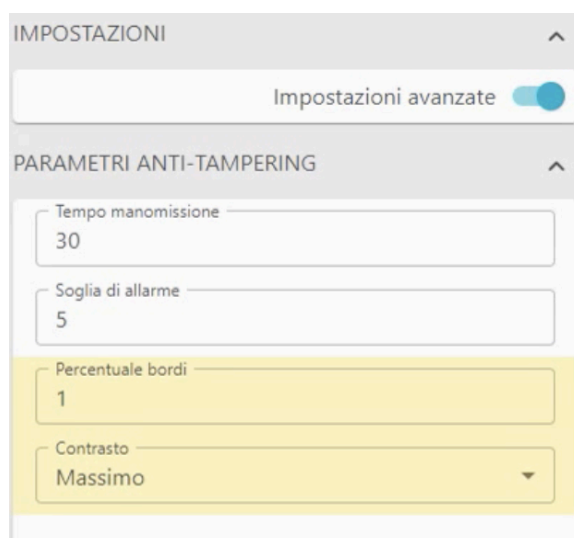 IMPOSTAZIONI
Impostazioni avanzate
PARAMETRI ANTI-TAMPERING
Tempo manomissione
30
Soglia di allarme
5
Percentuale bordi
1
Contrasto
Massimo